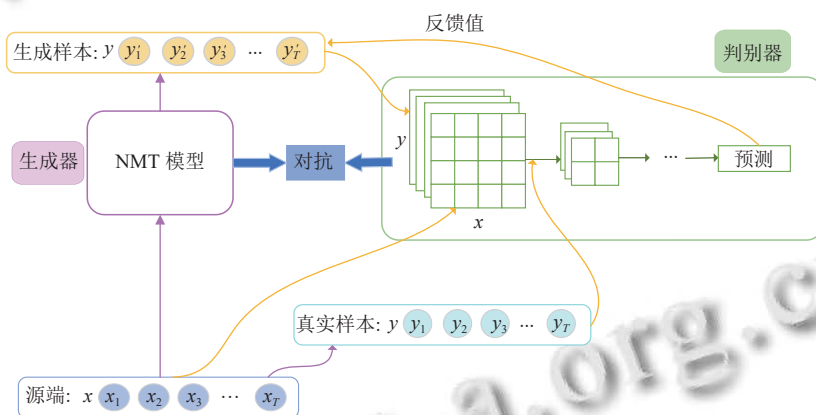 反馈值
生成样本: y y′1 y′2 y′3 ··· y′T
判别器
y
生成器
NMT 模型
对抗
··· 预测
x
真实样本: y y1 y2 y3 ··· yT
源端: x x1 x2 x3 ··· xT
.a.org.c